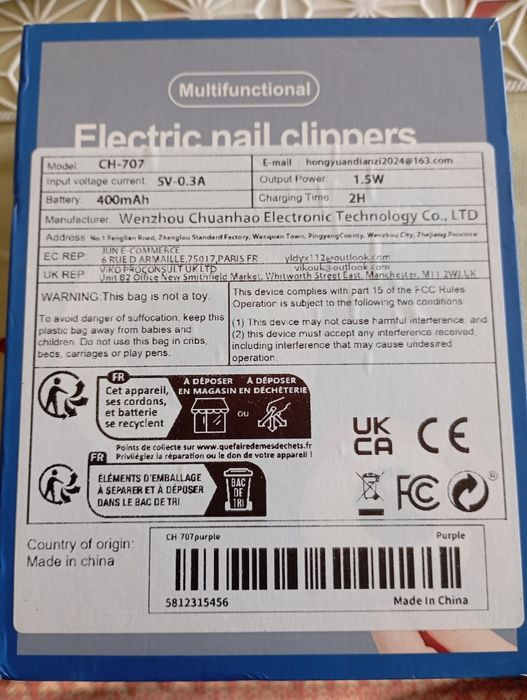 Multifunctional
Electric nail clippers
Model CH-707 E-mail hongyuandianzi2024@163.com
Input voltage current 5V-0.3A Output Power 1.5W
Battery: 400mAh Charging Time: 2H
Manufacturer: Wenzhou Chuanhao Electronic Technology Co., LTD
Address No.1 Fenglian Road, Zhenglou Standard Factory, Wanquan Town, PingyangCounty, Wenzhou City, Zhejiang Province
EC REP: JUN E-COMMERCE
6 RUE D ARMAILLE,75017,PARIS FR yldyx112@outlook.com
UK REP: VIKO PROCONSULT UK LTD vikouk@outlook.com
Unit B2 Office New Smithfield Market, Whitworth Street East, Manchester, M11 2WJ UK
WARNING:This bag is not a toy.
To avoid danger of suffocation, keep this
plastic bag away from babies and
children. Do not use this bag in cribs,
beds, carriages or play pens.
This device complies with part 15 of the FCC Rules
Operation is subject to the following two conditions
(1) This device may not cause harmful interference, and
(2) this device must accept any interference received,
including interference that may cause undesired
operation.
FR
Cet appareil,
ses cordons,
et batterie
se recyclent
À DÉPOSER
EN MAGASIN
OU
À DÉPOSER
EN DÉCHÈTERIE
Points de collecte sur www.quefairedemesdechets.fr
Privilégiez la réparation ou le don de votre appareil !
FR
ÉLÉMENTS D'EMBALLAGE
À SÉPARER ET À DÉPOSER
DANS LE BAC DE TRI
BAC
DE
TRI
UK
CA
CE
FC
®
Country of origin:
Made in china
CH 707purple Purple
5812315456 Made In China